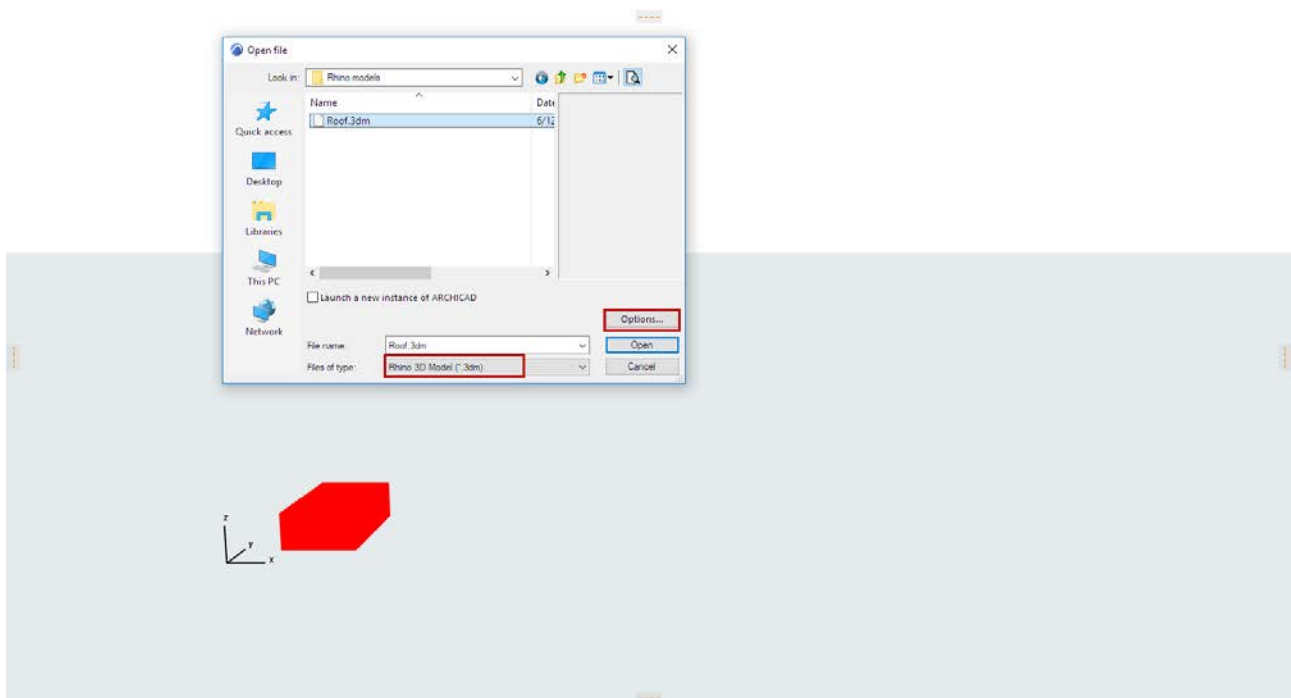 Open file
Look in: Rhino models
Name Date
Roof.3dm 6/12
Quick access
Desktop
Libraries
This PC
Network
Launch a new instance of ARCHICAD
Options...
File name: Roof.3dm Open
Files of type: Rhino 3D Model (*.3dm) Cancel
z
y
x